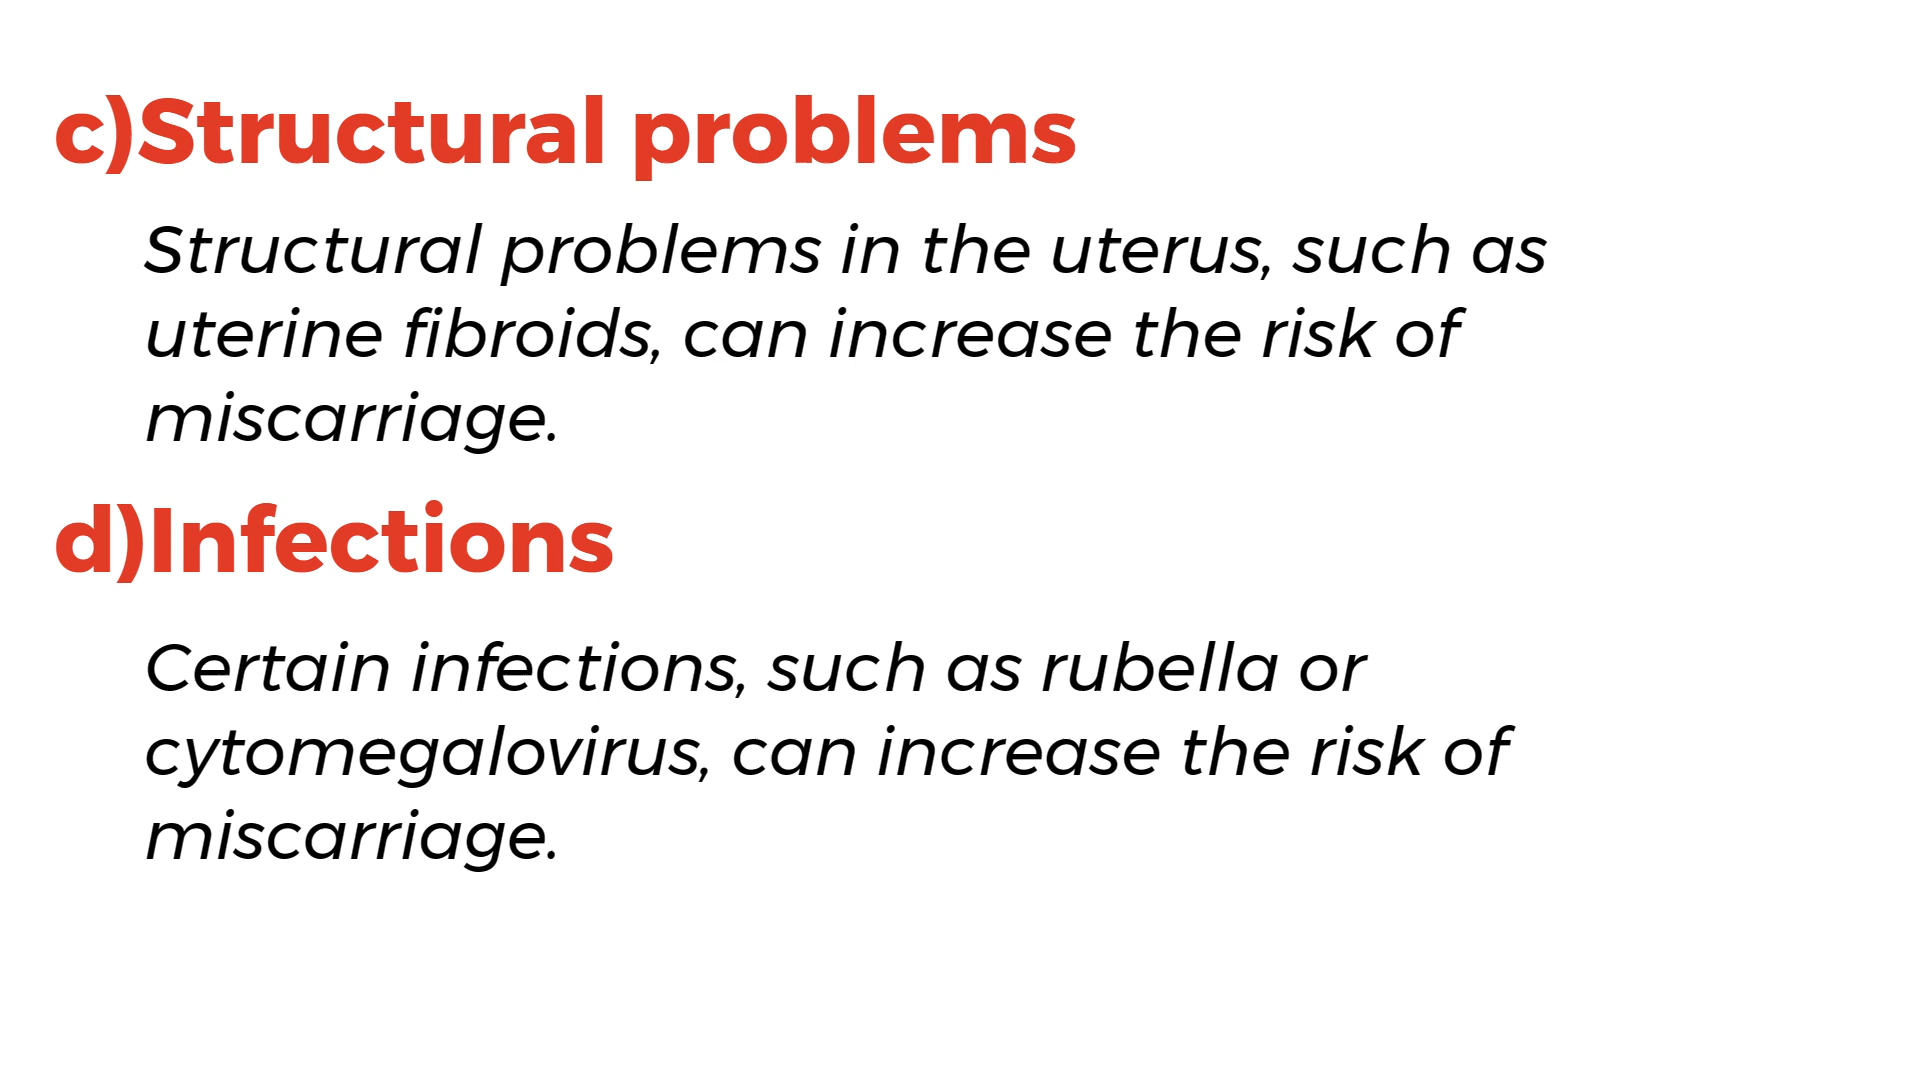 c)Structural problems
Structural problems in the uterus, such as
uterine fibroids, can increase the risk of
miscarriage.
d)Infections
Certain infections, such as rubella or
cytomegalovirus, can increase the risk of
miscarriage.